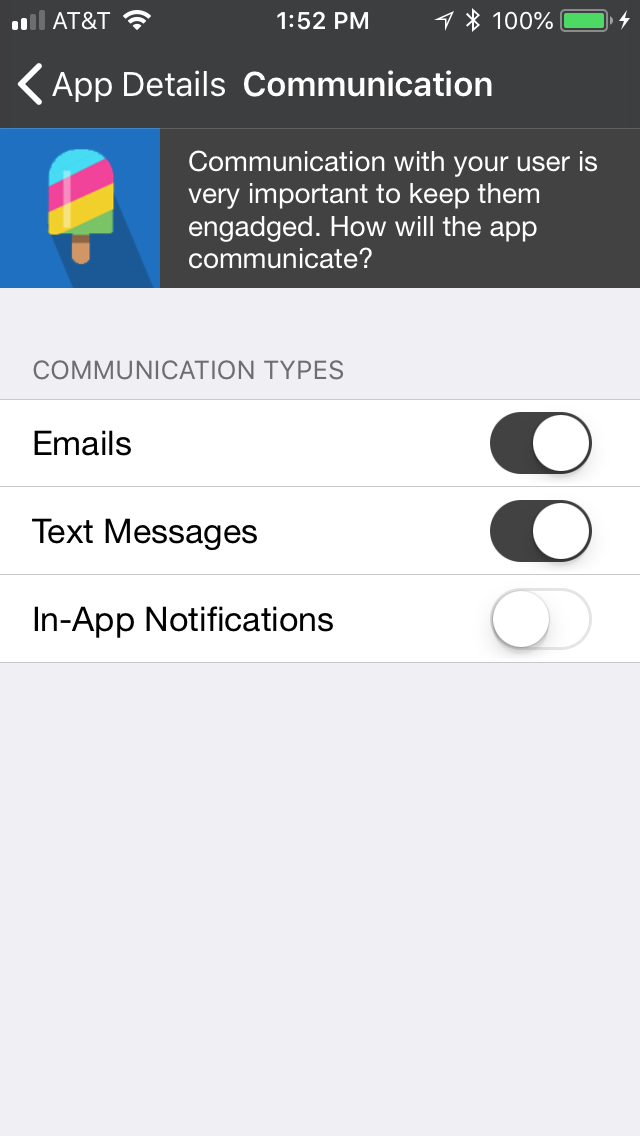 AT&T 1:52 PM 100%
App Details Communication
Communication with your user is
very important to keep them
engadged. How will the app
communicate?
COMMUNICATION TYPES
Emails
Text Messages
In-App Notifications